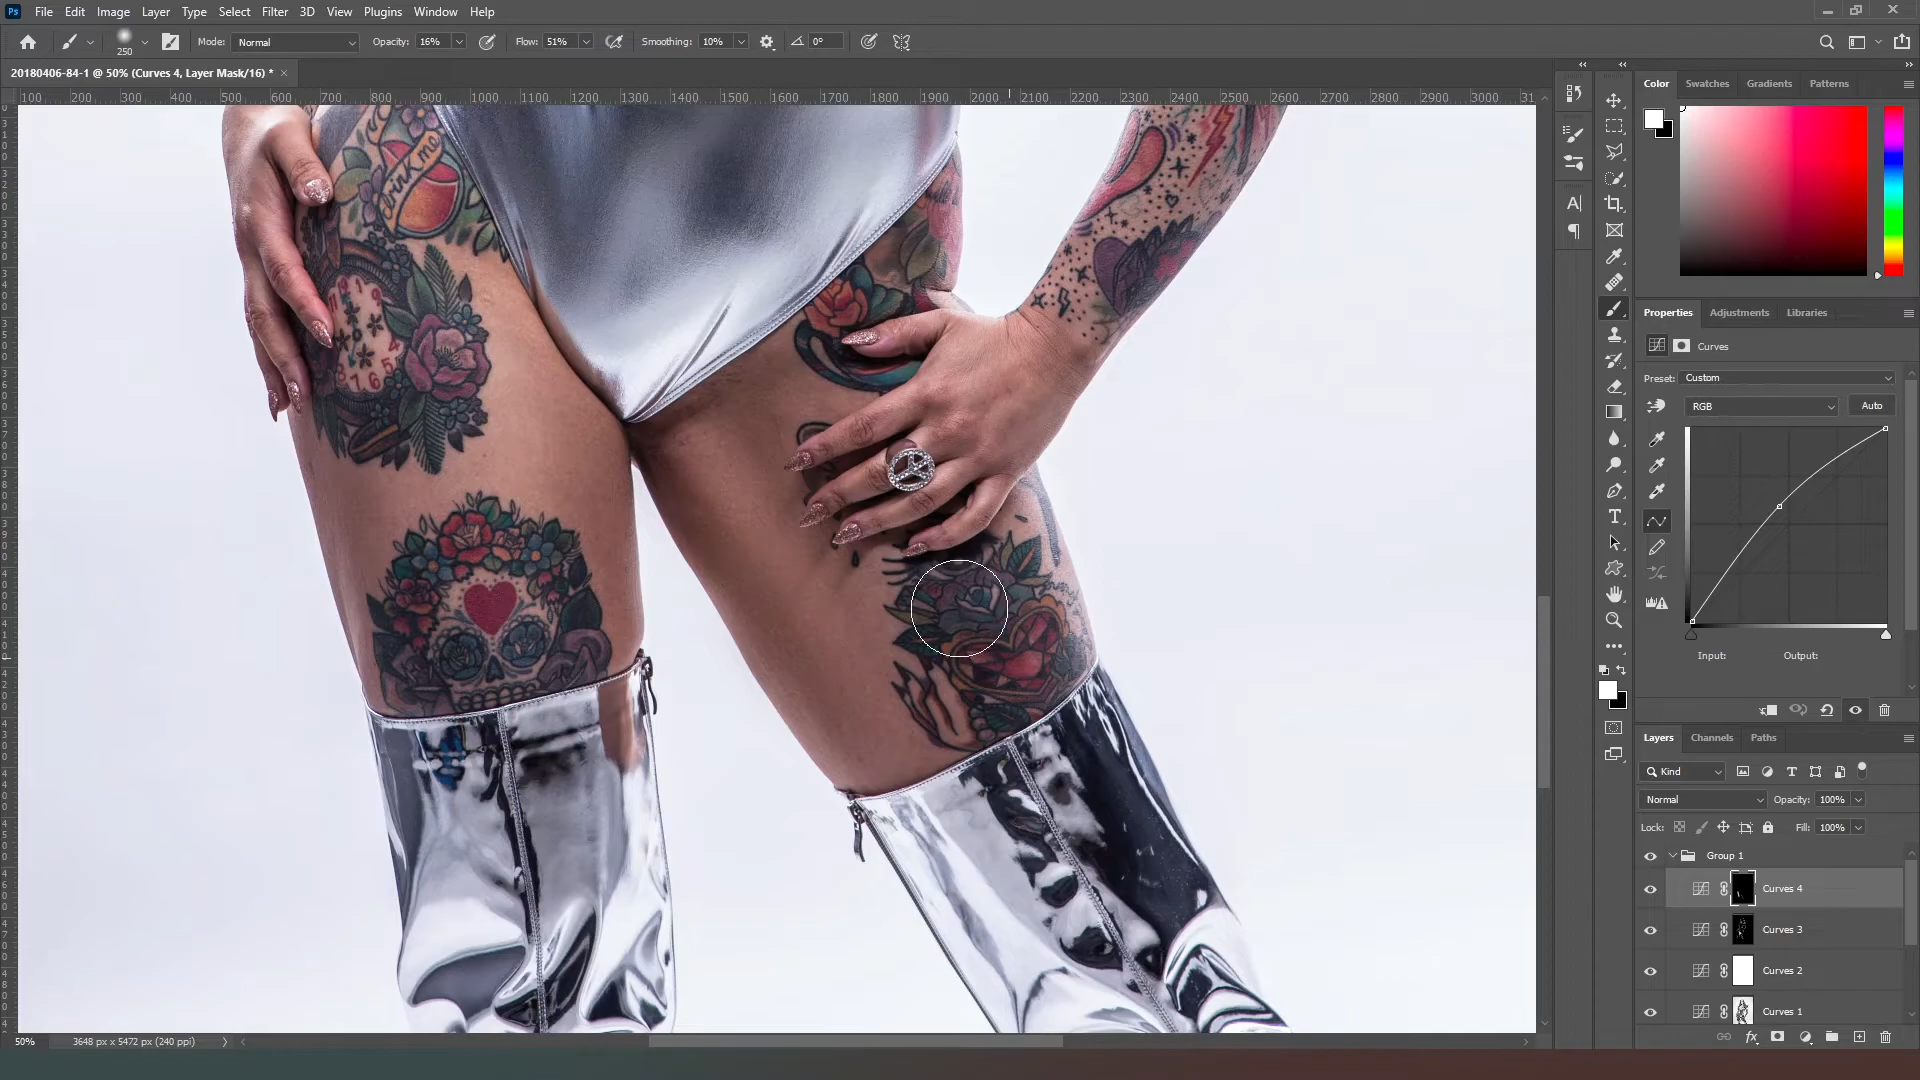 Ps File Edit Image Layer Type Select Filter 3D View Plugins Window Help
250 Mode: Normal Opacity: 16% Flow: 51% Smoothing: 10% 0°
20180406-84-1 @ 50% (Curves 4, Layer Mask/16) *
100 200 300 400 500 600 700 800 900 1000 1100 1200 1300 1400 1500 1600 1700 1800 1900 2000 2100 2200 2300 2400 2500 2600 2700 2800 2900 3000 31
drink me
Color Swatches Gradients Patterns
Properties Adjustments Libraries
Curves
Preset: Custom
RGB Auto
Input: Output:
Layers Channels Paths
Kind
Normal Opacity: 100%
Lock: Fill: 100%
Group 1
Curves 4
Curves 3
Curves 2
Curves 1
50% 3648 px x 5472 px (240 ppi)